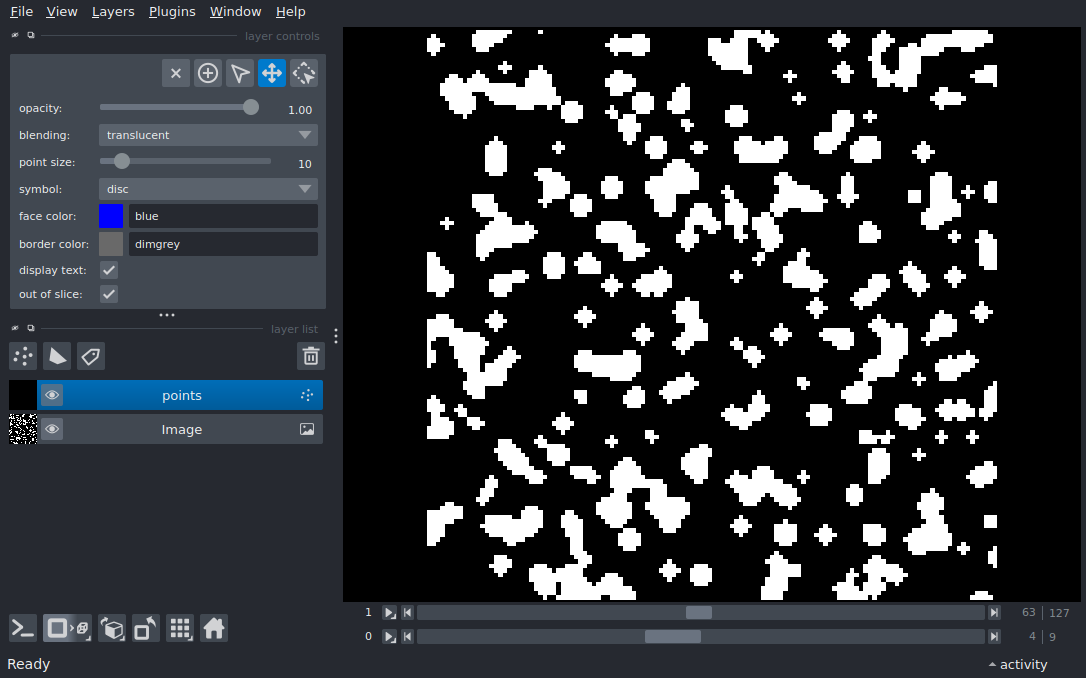 File View Layers Plugins Window Help
layer controls
opacity: 1.00
blending: translucent
point size: 10
symbol: disc
face color: blue
border color: dimgrey
display text:
out of slice:
layer list
points
Image
1 63 127
0 4 9
Ready activity